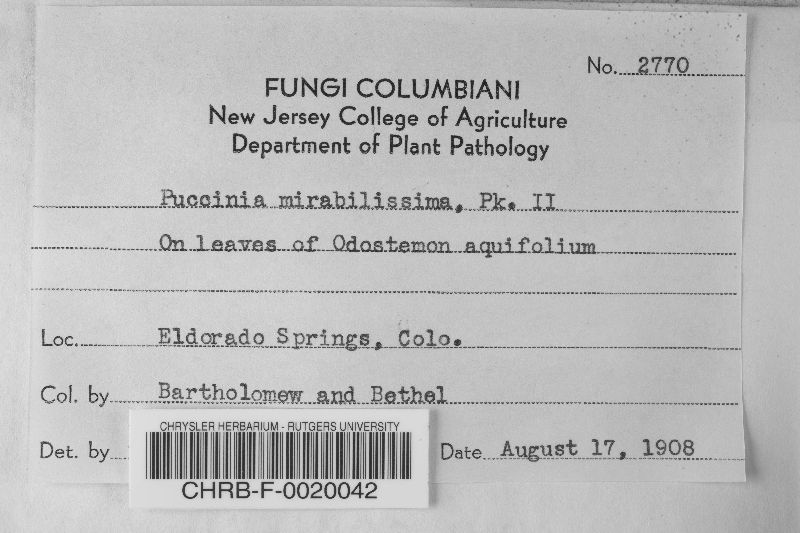 No. 2770
FUNGI COLUMBIANI
New Jersey College of Agriculture
Department of Plant Pathology
Puccinia mirabilissima, Pk. II
On leaves of Odostemon aquifolium
Loc. Eldorado Springs, Colo.
Col. by Bartholomew and Bethel
Det. by
Date August 17, 1908
CHRYSLER HERBARIUM - RUTGERS UNIVERSITY
CHRB-F-0020042